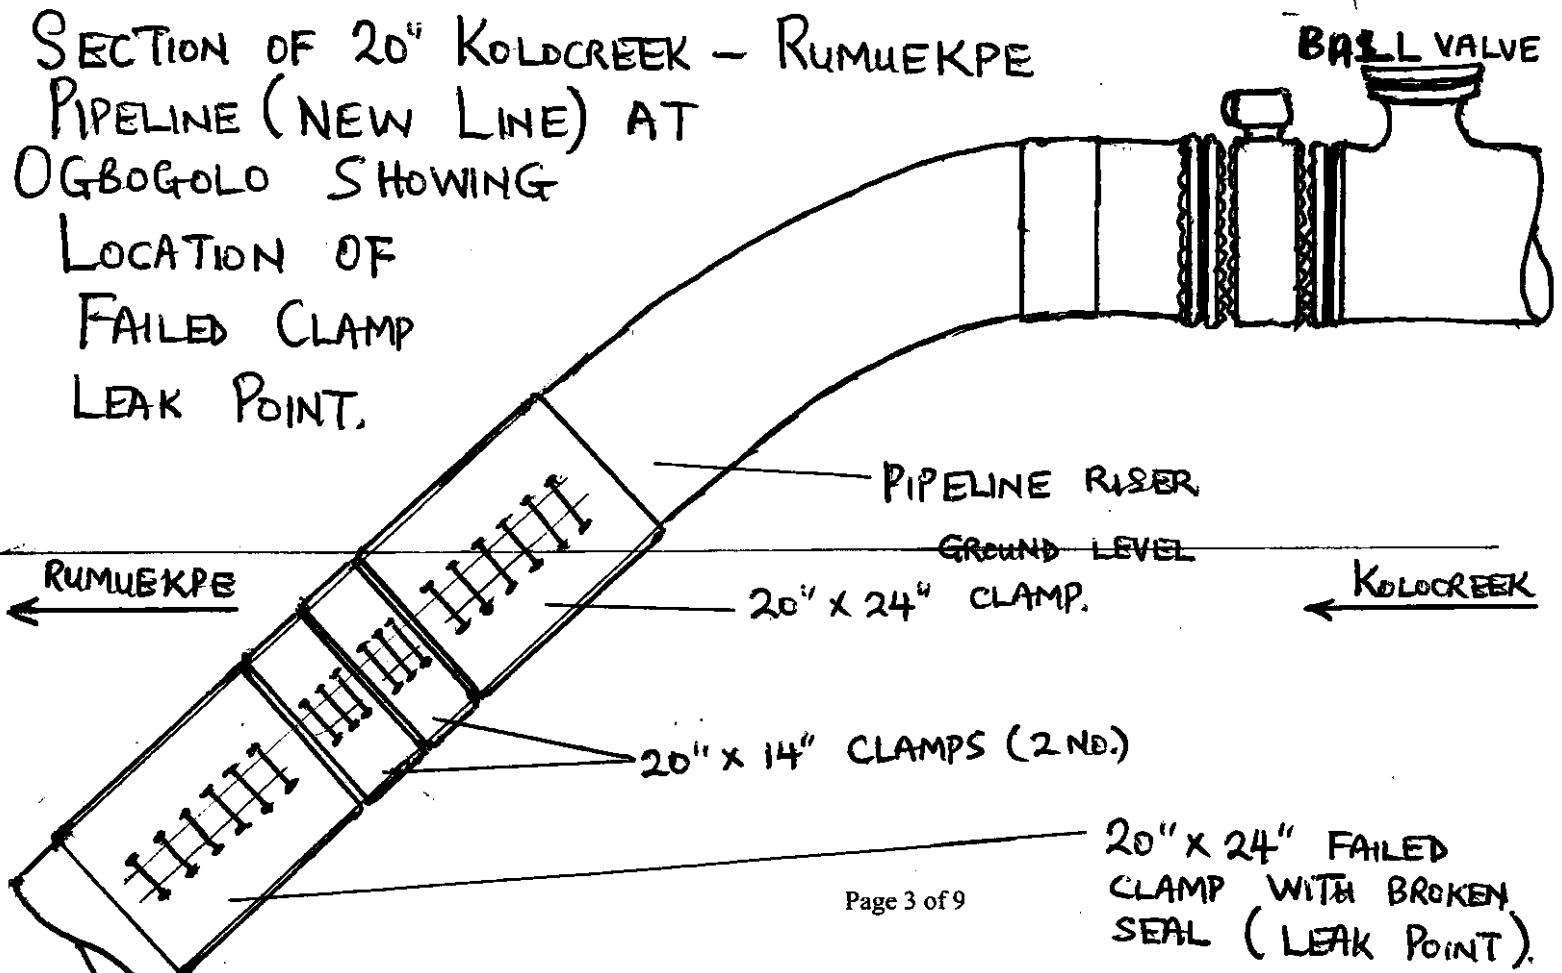 SECTION OF 20" KOLOCREEK - RUMUEKPE
PIPELINE (NEW LINE) AT
OGBOGOLO SHOWING
LOCATION OF
FAILED CLAMP
LEAK POINT.
BALL VALVE
PIPELINE RISER
GROUND LEVEL
RUMUEKPE
KOLOCREEK
20" X 24" CLAMP.
20" X 14" CLAMPS (2 NO.)
20" X 24" FAILED
CLAMP WITH BROKEN
SEAL (LEAK POINT).
Page 3 of 9